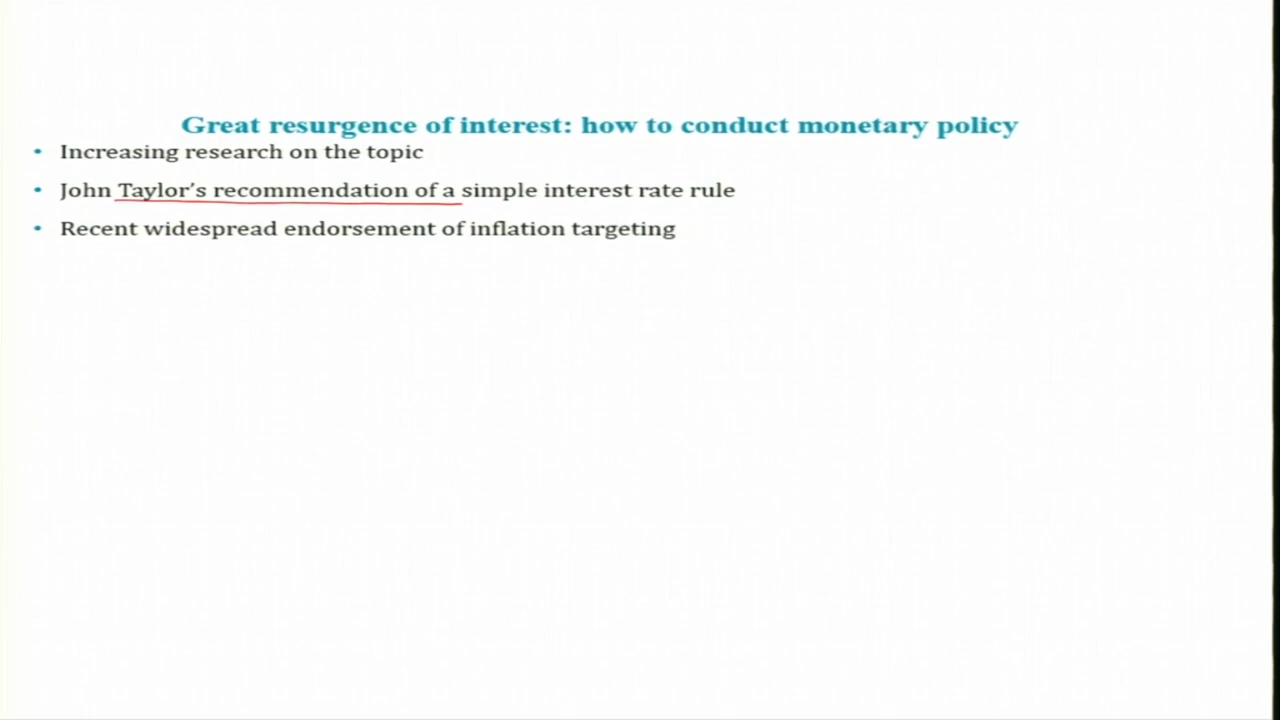 Great resurgence of interest: how to conduct monetary policy
• Increasing research on the topic
• John Taylor's recommendation of a simple interest rate rule
• Recent widespread endorsement of inflation targeting